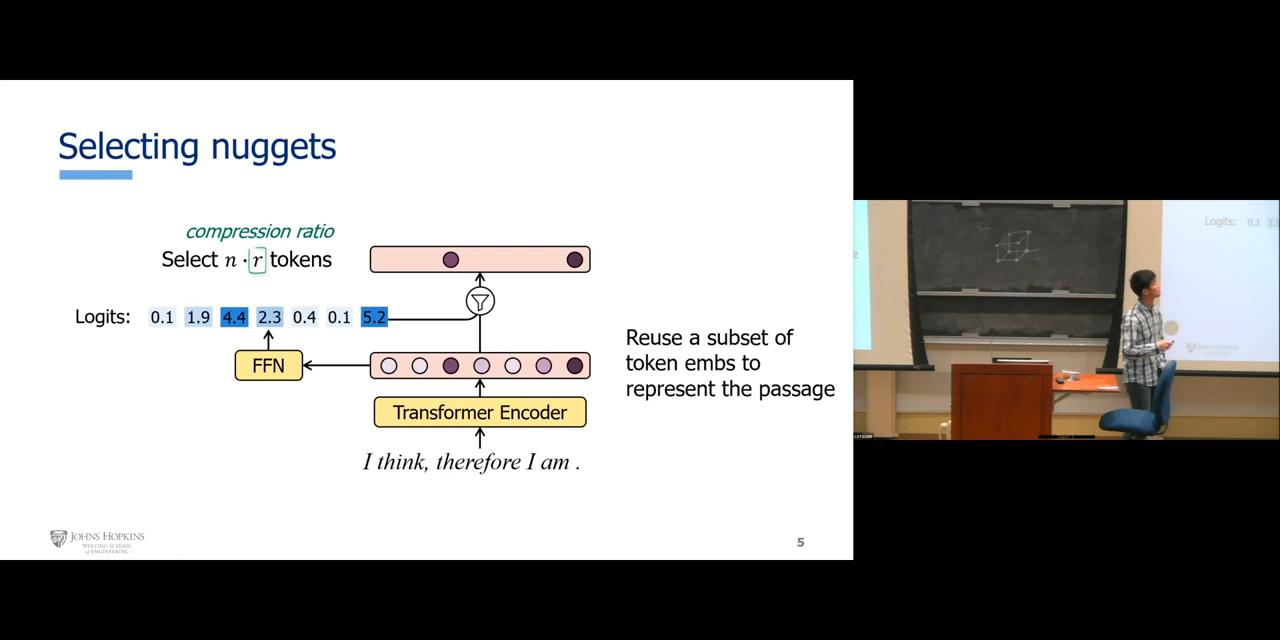 Selecting nuggets
compression ratio
Select n · r tokens
Logits: 0.1 1.9 4.4 2.3 0.4 0.1 5.2
FFN
Reuse a subset of
token embs to
represent the passage
Transformer Encoder
I think, therefore I am .
JOHNS HOPKINS
WHITING SCHOOL
of ENGINEERING
5
Logits: 0.1